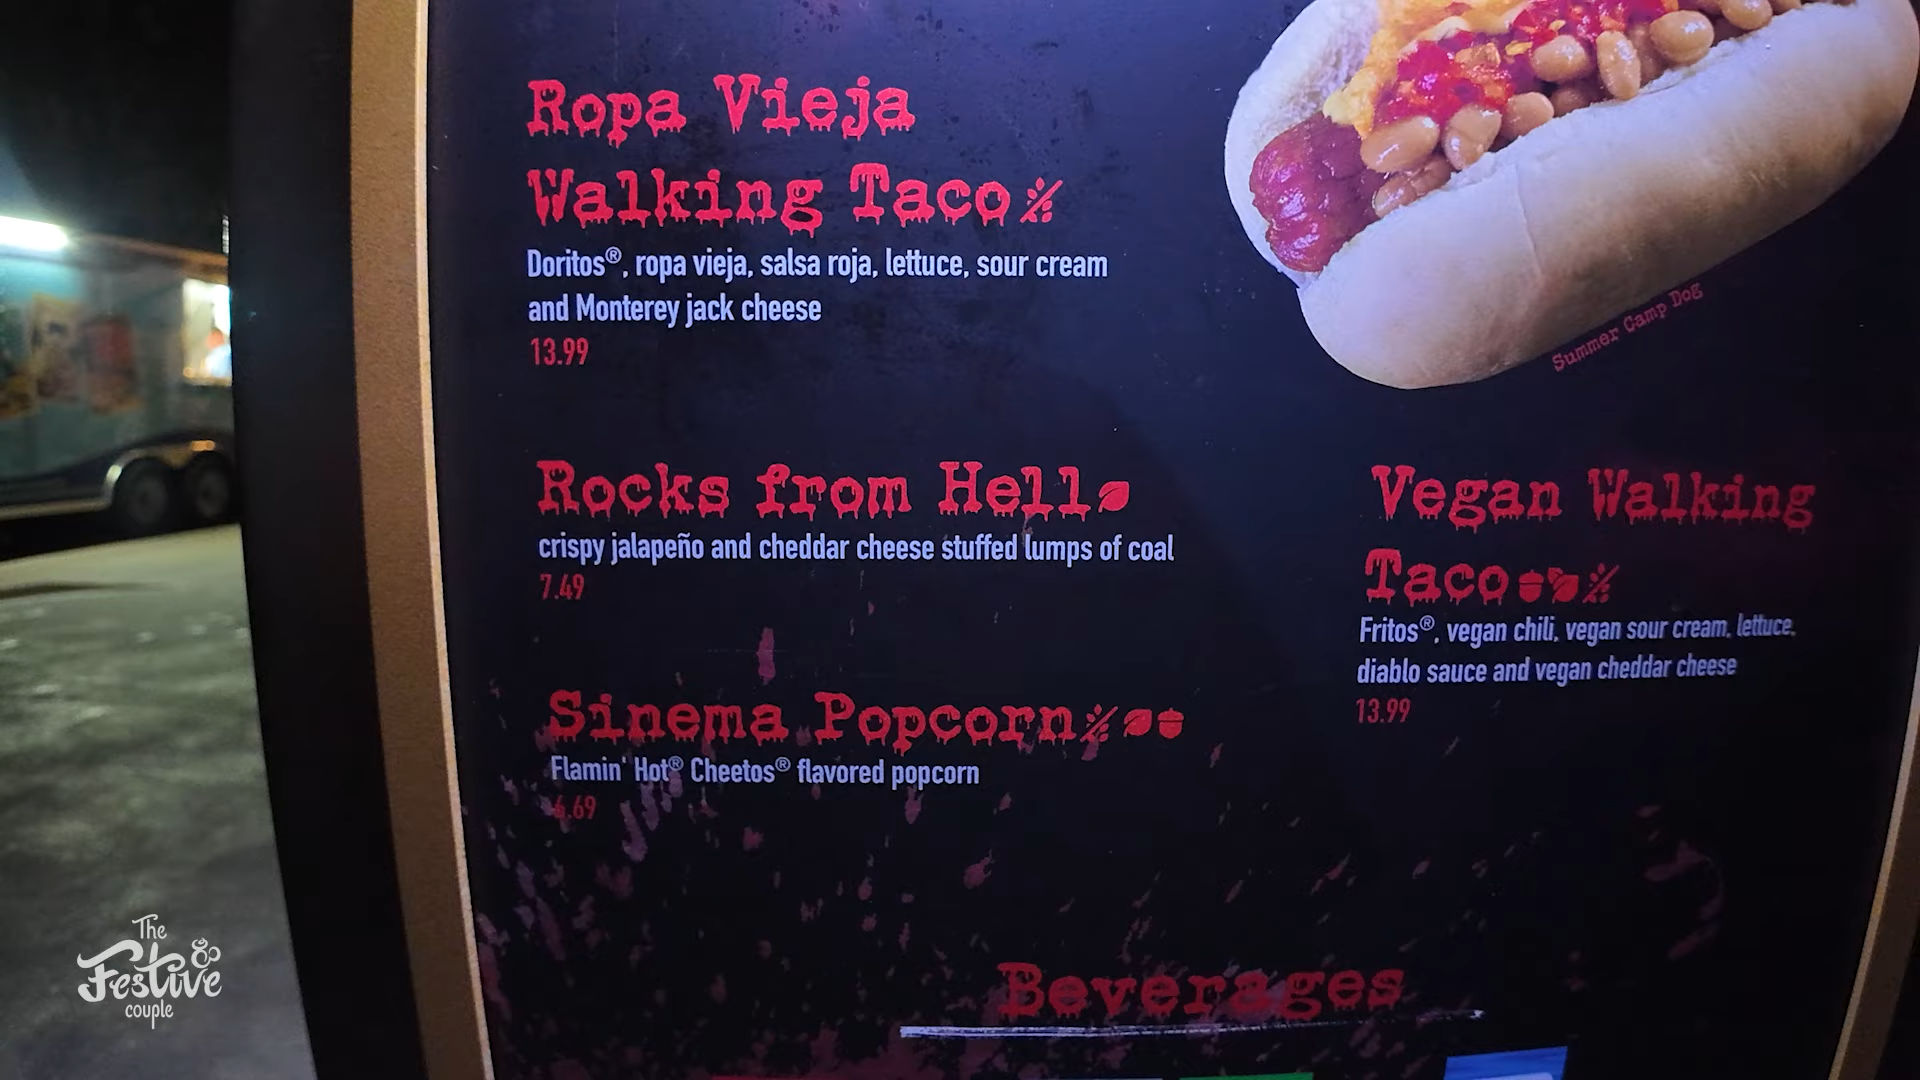 Ropa Vieja
Walking Taco
Doritos®, ropa vieja, salsa roja, lettuce, sour cream
and Monterey jack cheese
13.99
Summer Camp Dog
Rocks from Hell
crispy jalapeño and cheddar cheese stuffed lumps of coal
7.49
Sinema Popcorn
Flamin' Hot® Cheetos® flavored popcorn
6.69
Vegan Walking
Taco
Fritos®, vegan chili, vegan sour cream, lettuce,
diablo sauce and vegan cheddar cheese
13.99
Beverages
The
Festive
couple